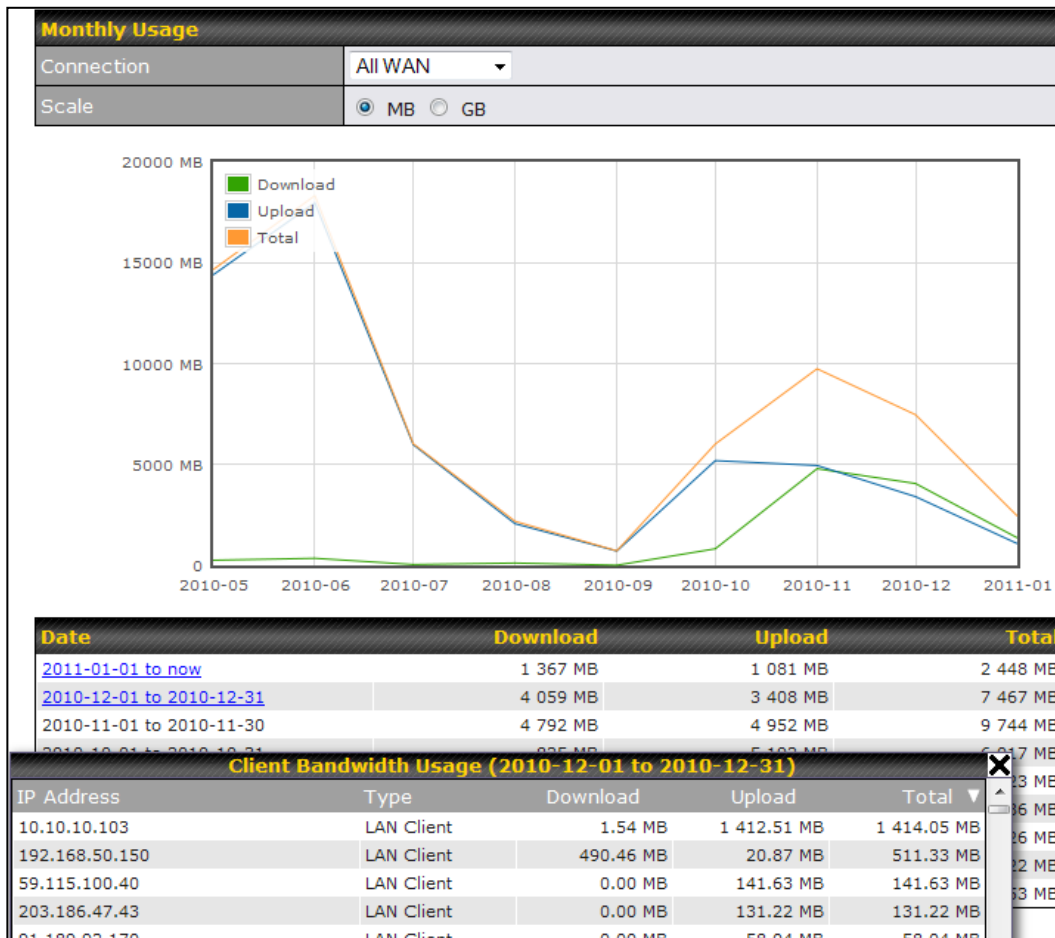 Monthly Usage
Connection All WAN
Scale MB GB
20000 MB
Download
Upload
Total
15000 MB
10000 MB
5000 MB
0
2010-05 2010-06 2010-07 2010-08 2010-09 2010-10 2010-11 2010-12 2011-01
Date Download Upload Total
2011-01-01 to now 1 367 MB 1 081 MB 2 448 MB
2010-12-01 to 2010-12-31 4 059 MB 3 408 MB 7 467 MB
2010-11-01 to 2010-11-30 4 792 MB 4 952 MB 9 744 MB
Client Bandwidth Usage (2010-12-01 to 2010-12-31)
IP Address Type Download Upload Total
10.10.10.103 LAN Client 1.54 MB 1 412.51 MB 1 414.05 MB
192.168.50.150 LAN Client 490.46 MB 20.87 MB 511.33 MB
59.115.100.40 LAN Client 0.00 MB 141.63 MB 141.63 MB
203.186.47.43 LAN Client 0.00 MB 131.22 MB 131.22 MB